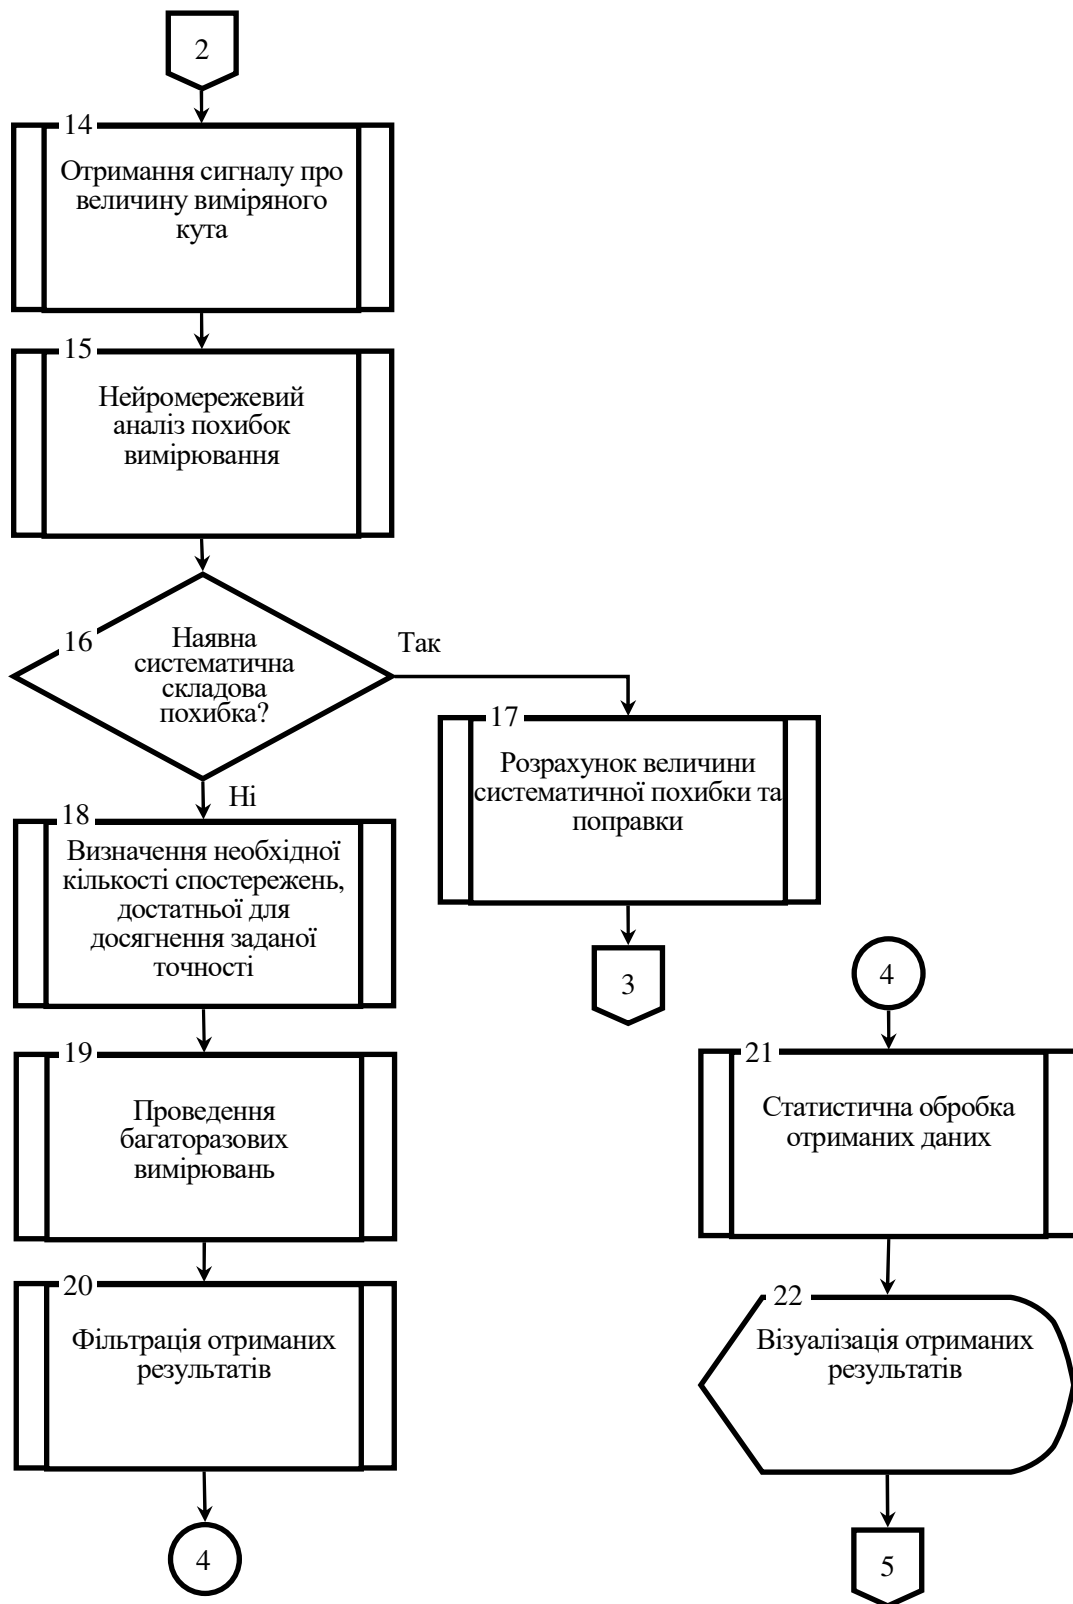 2
14
Отримання сигналу про
величину виміряного
кута
15
Нейромережевий
аналіз похибок
вимірювання
16
Наявна
систематична
складова
похибка?
Так
17
Розрахунок величини
систематичної похибки та
поправки
3
Ні
18
Визначення необхідної
кількості спостережень,
достатньої для
досягнення заданої
точності
19
Проведення
багаторазових
вимірювань
20
Фільтрація отриманих
результатів
4
4
21
Статистична обробка
отриманих даних
22
Візуалізація отриманих
результатів
5